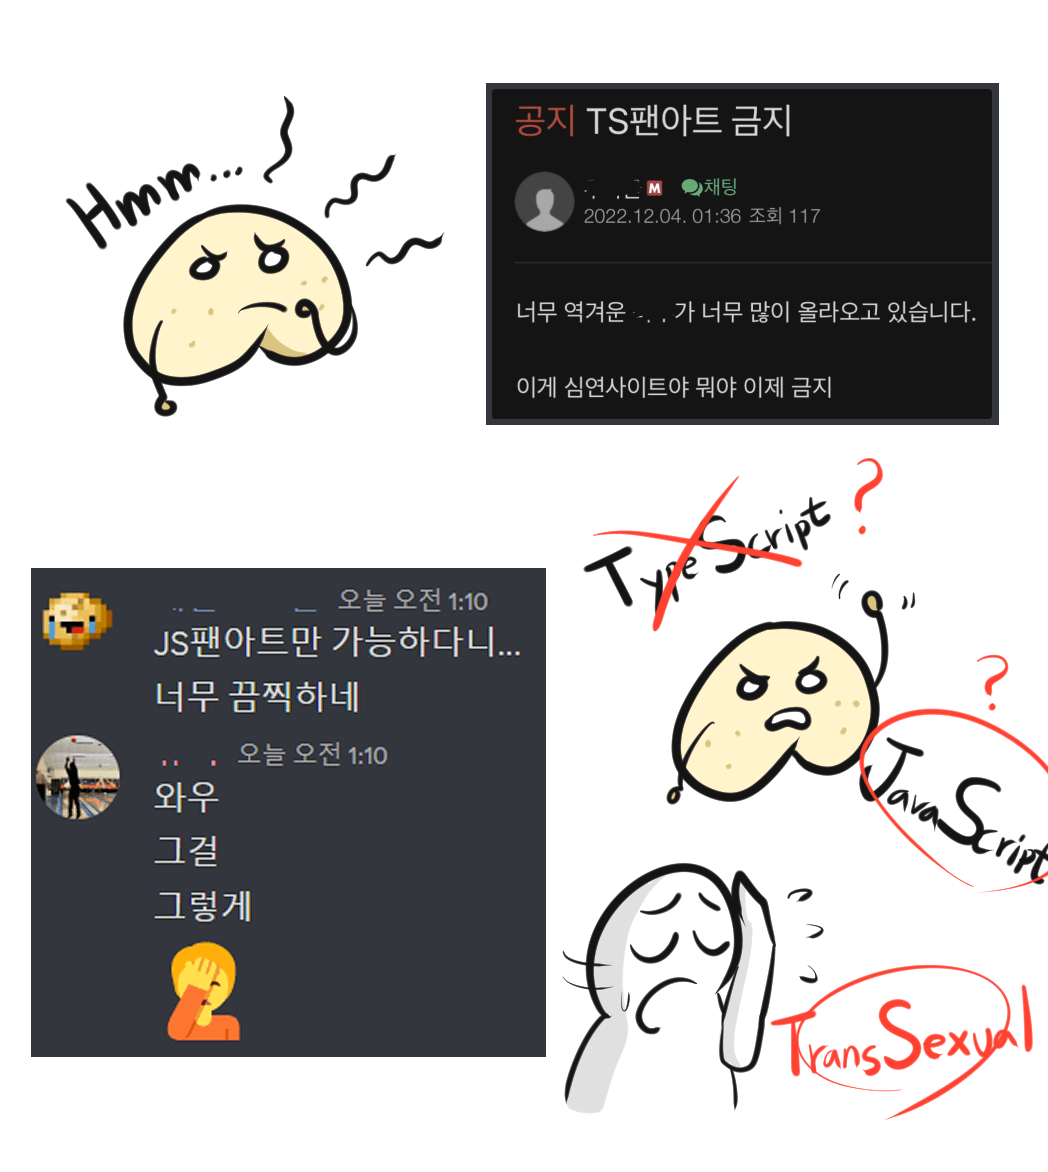 Hmm...
공지 TS팬아트 금지
M 채팅
2022.12.04. 01:36 조회 117
너무 역겨운 가 너무 많이 올라오고 있습니다.
이게 심연사이트야 뭐야 이제 금지
TypeScript ?
오늘 오전 1:10
JS팬아트만 가능하다니...
너무 끔찍하네
?
JavaScript
오늘 오전 1:10
와우
그걸
그렇게
TransSexual